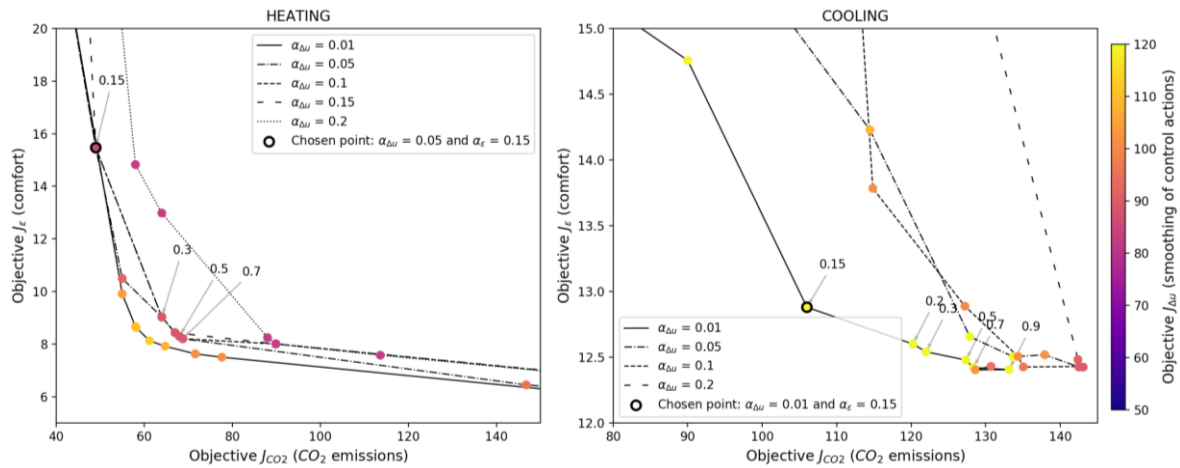 HEATING
20
18
16
14
12
10
8
6
40
60
80
100
120
140
Objective J_ε (comfort)
Objective J_CO2 (CO_2 emissions)
α_Δu = 0.01
α_Δu = 0.05
α_Δu = 0.1
α_Δu = 0.15
α_Δu = 0.2
Chosen point: α_Δu = 0.05 and α_ε = 0.15
0.15
0.3
0.5
0.7
COOLING
15.0
14.5
14.0
13.5
13.0
12.5
12.0
80
90
100
110
120
130
140
Objective J_ε (comfort)
Objective J_CO2 (CO_2 emissions)
0.15
0.2
0.3
0.5
0.7
0.9
α_Δu = 0.01
α_Δu = 0.05
α_Δu = 0.1
α_Δu = 0.2
Chosen point: α_Δu = 0.01 and α_ε = 0.15
120
110
100
90
80
70
60
50
Objective J_Δu (smoothing of control actions)